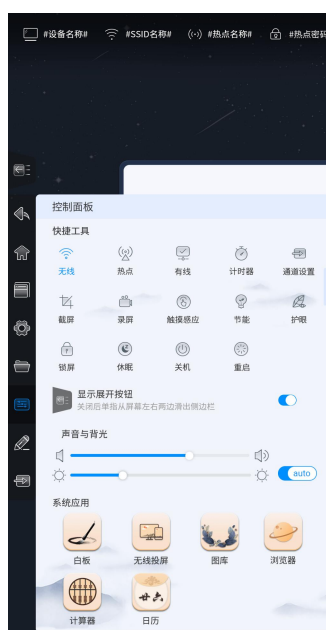 #设备名称# #SSID名称# #热点名称# #热点密码
控制面板
快捷工具
无线 热点 有线 计时器 通道设置
截屏 录屏 触摸感应 节能 护眼
锁屏 休眠 关机 重启
显示展开按钮
关闭后单指从屏幕左右两边滑出侧边栏
声音与背光
auto
系统应用
白板 无线投屏 图库 浏览器
廿六
计算器 日历